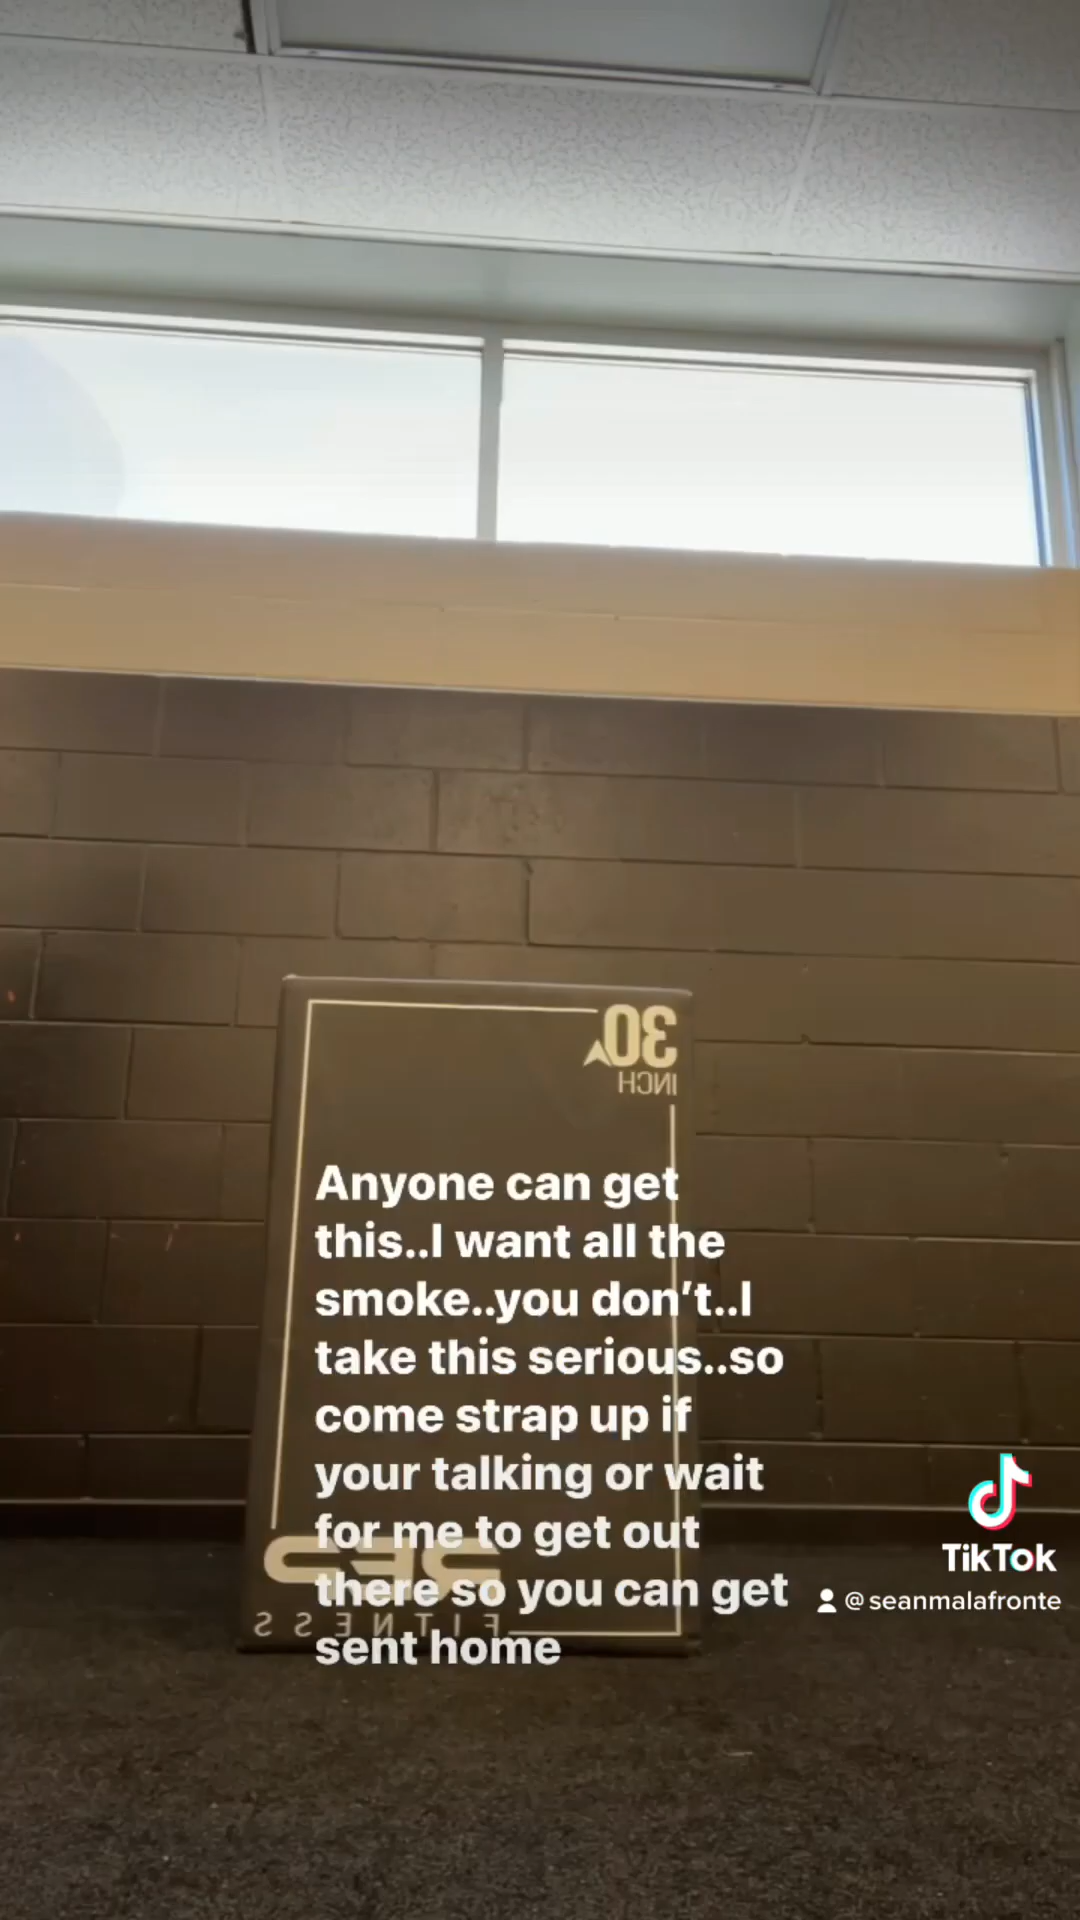 30
INCH
Anyone can get
this..I want all the
smoke..you don’t..I
take this serious..so
come strap up if
your talking or wait
for me to get out
there so you can get
sent home
REP
FITNESS
TikTok
@seanmalafronte